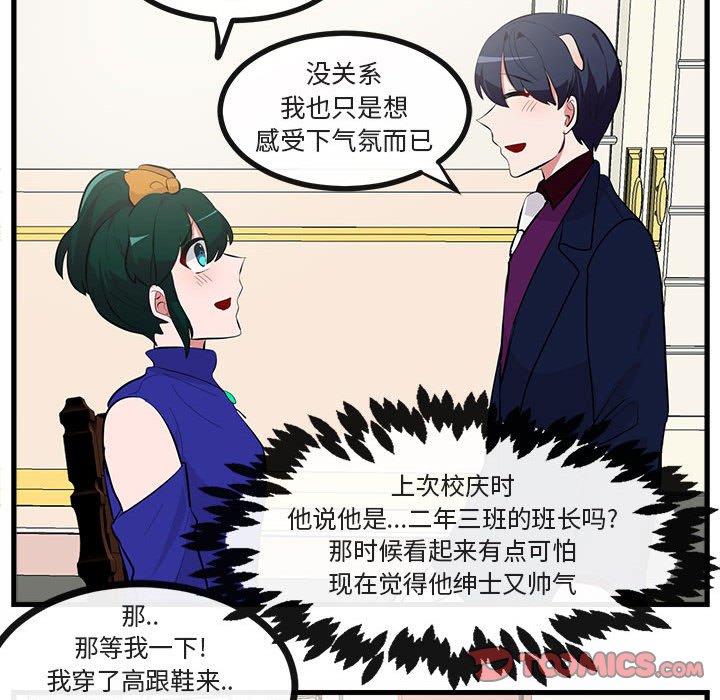 没关系
我也只是想
感受下气氛而已
上次校庆时
他说他是...二年三班的班长吗?
那时候看起来有点可怕
现在觉得他绅士又帅气
那..
那等我一下!
我穿了高跟鞋来..
TOOMICS.com